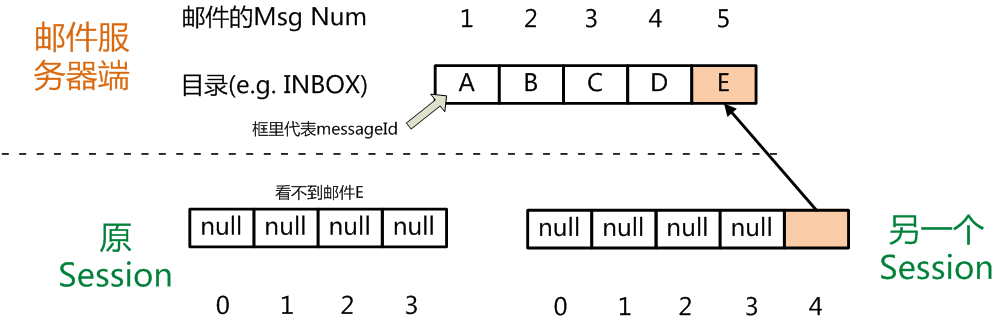 邮件的Msg Num 1 2 3 4 5
邮件服
务器端
目录(e.g. INBOX) A B C D E
框里代表messageId
看不到邮件E
null null null null
null null null null
原
Session
另一个
Session
0 1 2 3
0 1 2 3 4